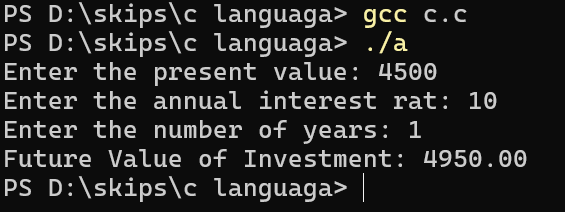 PS D:\skips\c languaga> gcc c.c
PS D:\skips\c languaga> ./a
Enter the present value: 4500
Enter the annual interest rat: 10
Enter the number of years: 1
Future Value of Investment: 4950.00
PS D:\skips\c languaga>